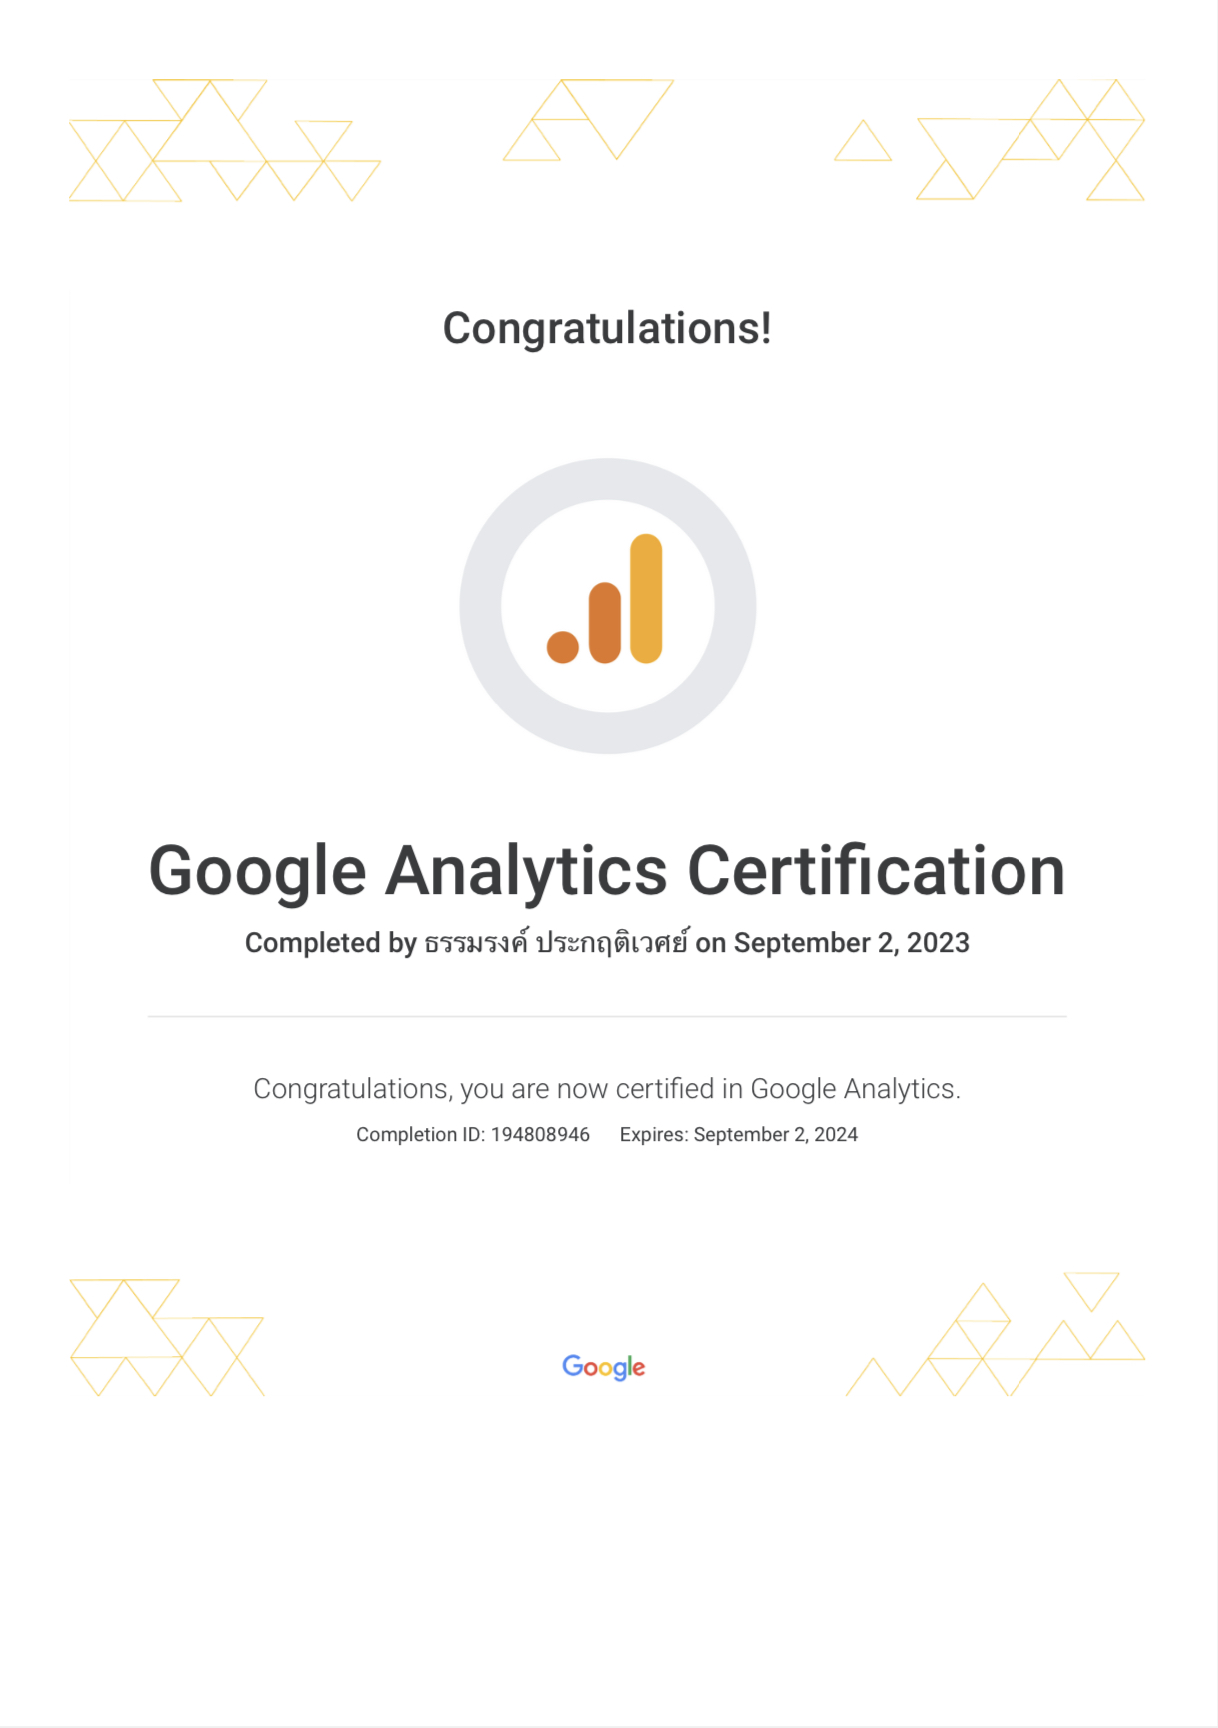 Congratulations!
Google Analytics Certification
Completed by ธรรมรงค์ ประกฤติเวศย์ on September 2, 2023
Congratulations, you are now certified in Google Analytics.
Completion ID: 194808946 Expires: September 2, 2024
Google